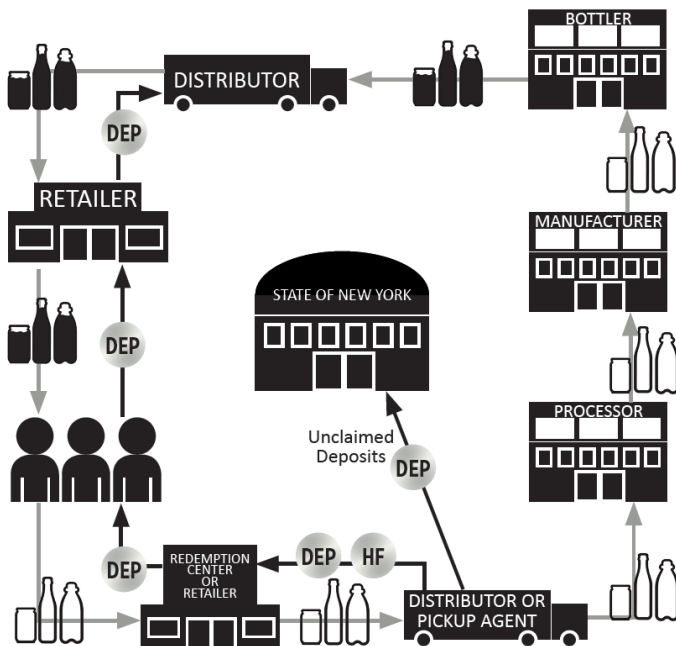 BOTTLER
DISTRIBUTOR
DEP
RETAILER
MANUFACTURER
STATE OF NEW YORK
DEP
PROCESSOR
Unclaimed
Deposits
DEP
DEP
DEP
HF
REDEMPTION
CENTER
OR
RETAILER
DISTRIBUTOR OR
PICKUP AGENT